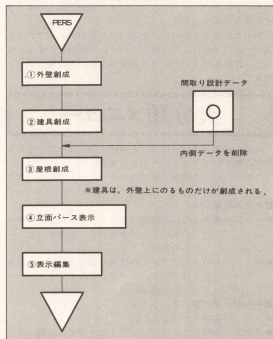 PERS
①外壁創成
間取り設計データ
②建具創成
内側データを削除
③屋根創成
※建具は，外壁上にのるものだけが創成される．
④立面パース表示
⑤表示編集